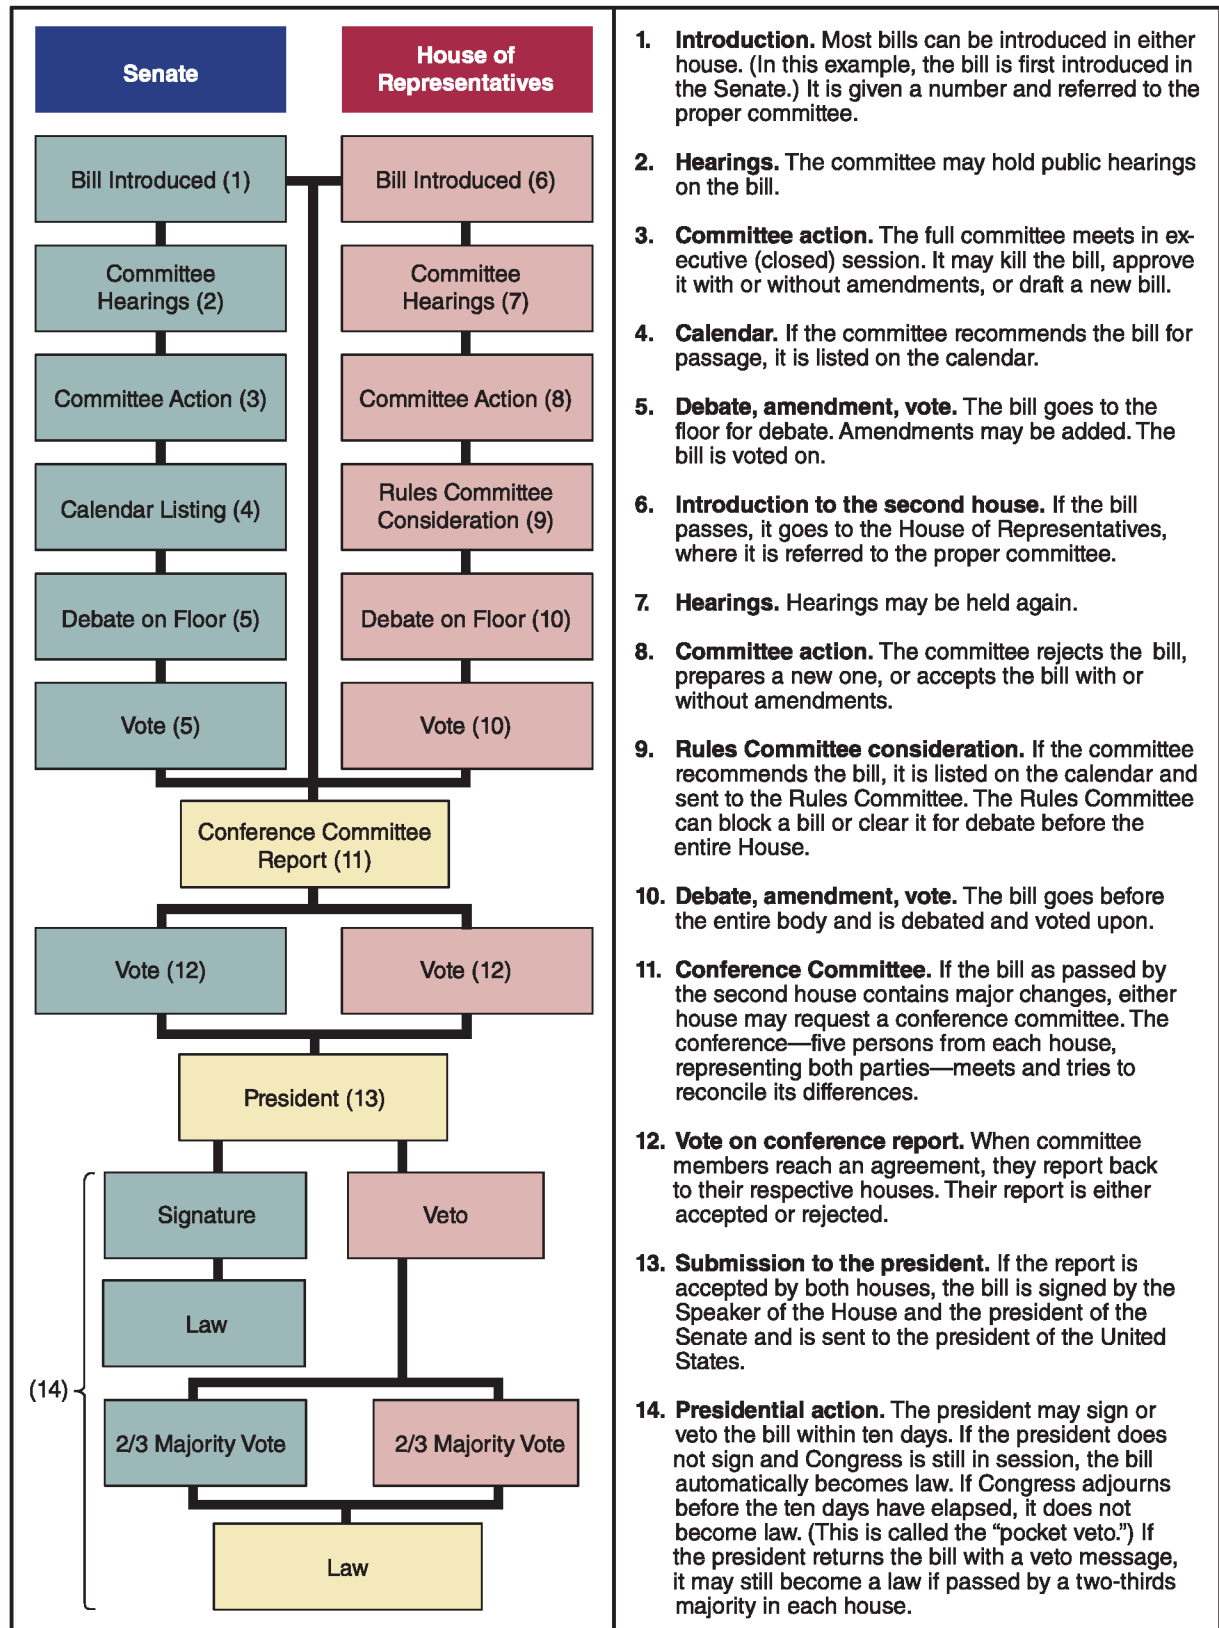 Senate
House of
Representatives
Bill Introduced (1)
Bill Introduced (6)
Committee
Hearings (2)
Committee
Hearings (7)
Committee Action (3)
Committee Action (8)
Calendar Listing (4)
Rules Committee
Consideration (9)
Debate on Floor (5)
Debate on Floor (10)
Vote (5)
Vote (10)
Conference Committee
Report (11)
Vote (12)
Vote (12)
President (13)
Signature
Veto
Law
(14)
2/3 Majority Vote
2/3 Majority Vote
Law
1. Introduction. Most bills can be introduced in either
house. (In this example, the bill is first introduced in
the Senate.) It is given a number and referred to the
proper committee.
2. Hearings. The committee may hold public hearings
on the bill.
3. Committee action. The full committee meets in ex-
ecutive (closed) session. It may kill the bill, approve
it with or without amendments, or draft a new bill.
4. Calendar. If the committee recommends the bill for
passage, it is listed on the calendar.
5. Debate, amendment, vote. The bill goes to the
floor for debate. Amendments may be added. The
bill is voted on.
6. Introduction to the second house. If the bill
passes, it goes to the House of Representatives,
where it is referred to the proper committee.
7. Hearings. Hearings may be held again.
8. Committee action. The committee rejects the bill,
prepares a new one, or accepts the bill with or
without amendments.
9. Rules Committee consideration. If the committee
recommends the bill, it is listed on the calendar and
sent to the Rules Committee. The Rules Committee
can block a bill or clear it for debate before the
entire House.
10. Debate, amendment, vote. The bill goes before
the entire body and is debated and voted upon.
11. Conference Committee. If the bill as passed by
the second house contains major changes, either
house may request a conference committee. The
conference—five persons from each house,
representing both parties—meets and tries to
reconcile its differences.
12. Vote on conference report. When committee
members reach an agreement, they report back
to their respective houses. Their report is either
accepted or rejected.
13. Submission to the president. If the report is
accepted by both houses, the bill is signed by the
Speaker of the House and the president of the
Senate and is sent to the president of the United
States.
14. Presidential action. The president may sign or
veto the bill within ten days. If the president does
not sign and Congress is still in session, the bill
automatically becomes law. If Congress adjourns
before the ten days have elapsed, it does not
become law. (This is called the “pocket veto.”) If
the president returns the bill with a veto message,
it may still become a law if passed by a two-thirds
majority in each house.